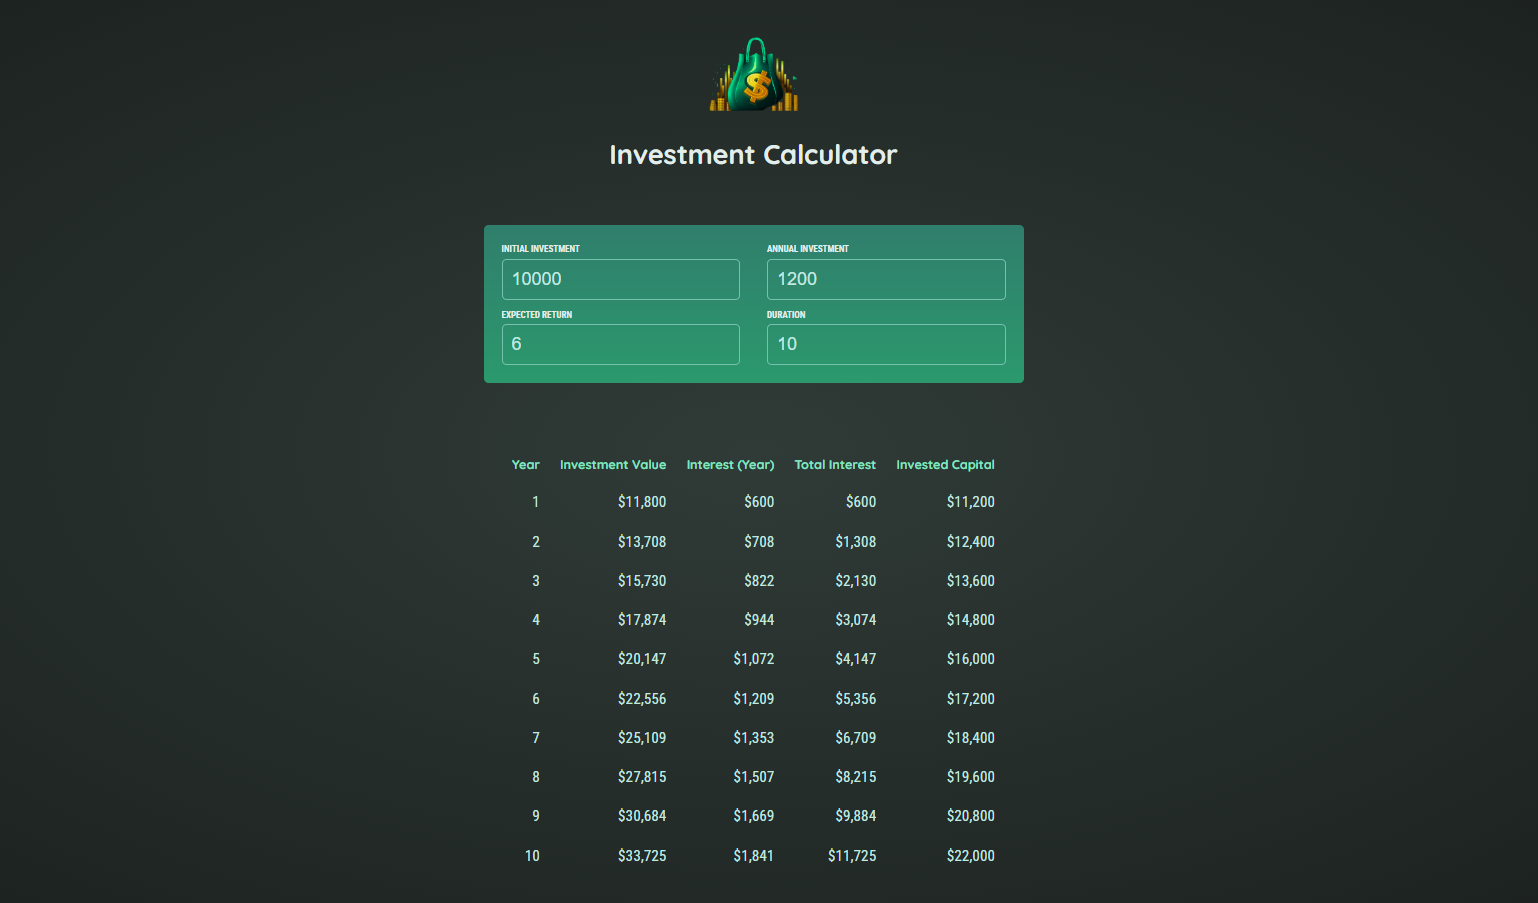 $
Investment Calculator
INITIAL INVESTMENT ANNUAL INVESTMENT
10000 1200
EXPECTED RETURN DURATION
6 10
Year Investment Value Interest (Year) Total Interest Invested Capital
1 $11,800 $600 $600 $11,200
2 $13,708 $708 $1,308 $12,400
3 $15,730 $822 $2,130 $13,600
4 $17,874 $944 $3,074 $14,800
5 $20,147 $1,072 $4,147 $16,000
6 $22,556 $1,209 $5,356 $17,200
7 $25,109 $1,353 $6,709 $18,400
8 $27,815 $1,507 $8,215 $19,600
9 $30,684 $1,669 $9,884 $20,800
10 $33,725 $1,841 $11,725 $22,000